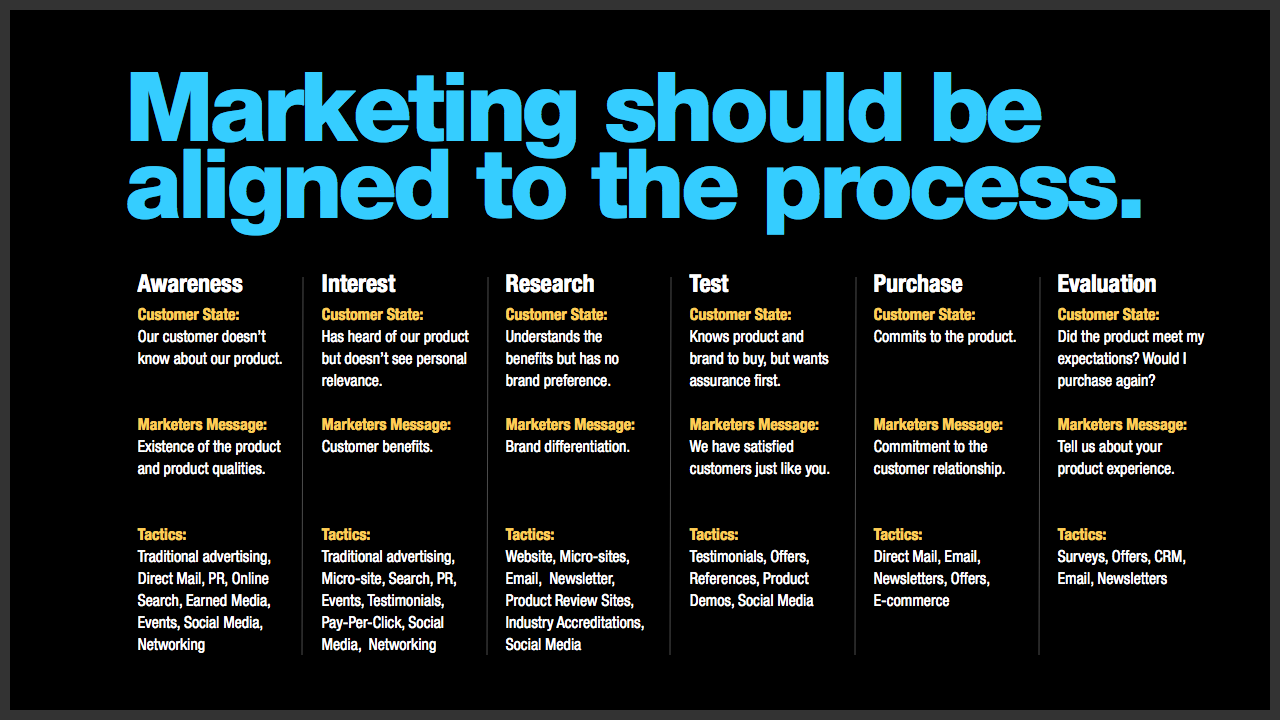 Marketing should be
aligned to the process.
Awareness
Customer State:
Our customer doesn't
know about our product.
Marketers Message:
Existence of the product
and product qualities.
Tactics:
Traditional advertising,
Direct Mail, PR, Online
Search, Earned Media,
Events, Social Media,
Networking
Interest
Customer State:
Has heard of our product
but doesn't see personal
relevance.
Marketers Message:
Customer benefits.
Tactics:
Traditional advertising,
Micro-site, Search, PR,
Events, Testimonials,
Pay-Per-Click, Social
Media,  Networking
Research
Customer State:
Understands the
benefits but has no
brand preference.
Marketers Message:
Brand differentiation.
Tactics:
Website, Micro-sites,
Email,  Newsletter,
Product Review Sites,
Industry Accreditations,
Social Media
Test
Customer State:
Knows product and
brand to buy, but wants
assurance first.
Marketers Message:
We have satisfied
customers just like you.
Tactics:
Testimonials, Offers,
References, Product
Demos, Social Media
Purchase
Customer State:
Commits to the product.
Marketers Message:
Commitment to the
customer relationship.
Tactics:
Direct Mail, Email,
Newsletters, Offers,
E-commerce
Evaluation
Customer State:
Did the product meet my
expectations? Would I
purchase again?
Marketers Message:
Tell us about your
product experience.
Tactics:
Surveys, Offers, CRM,
Email, Newsletters